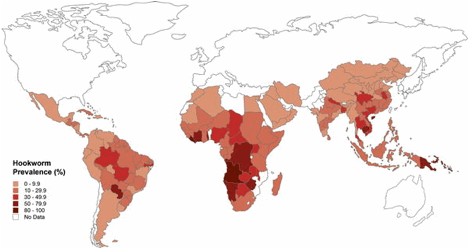 Hookworm
Prevalence (%)
0 - 9.9
10 - 29.9
30 - 49.9
50 - 79.9
80 - 100
No Data